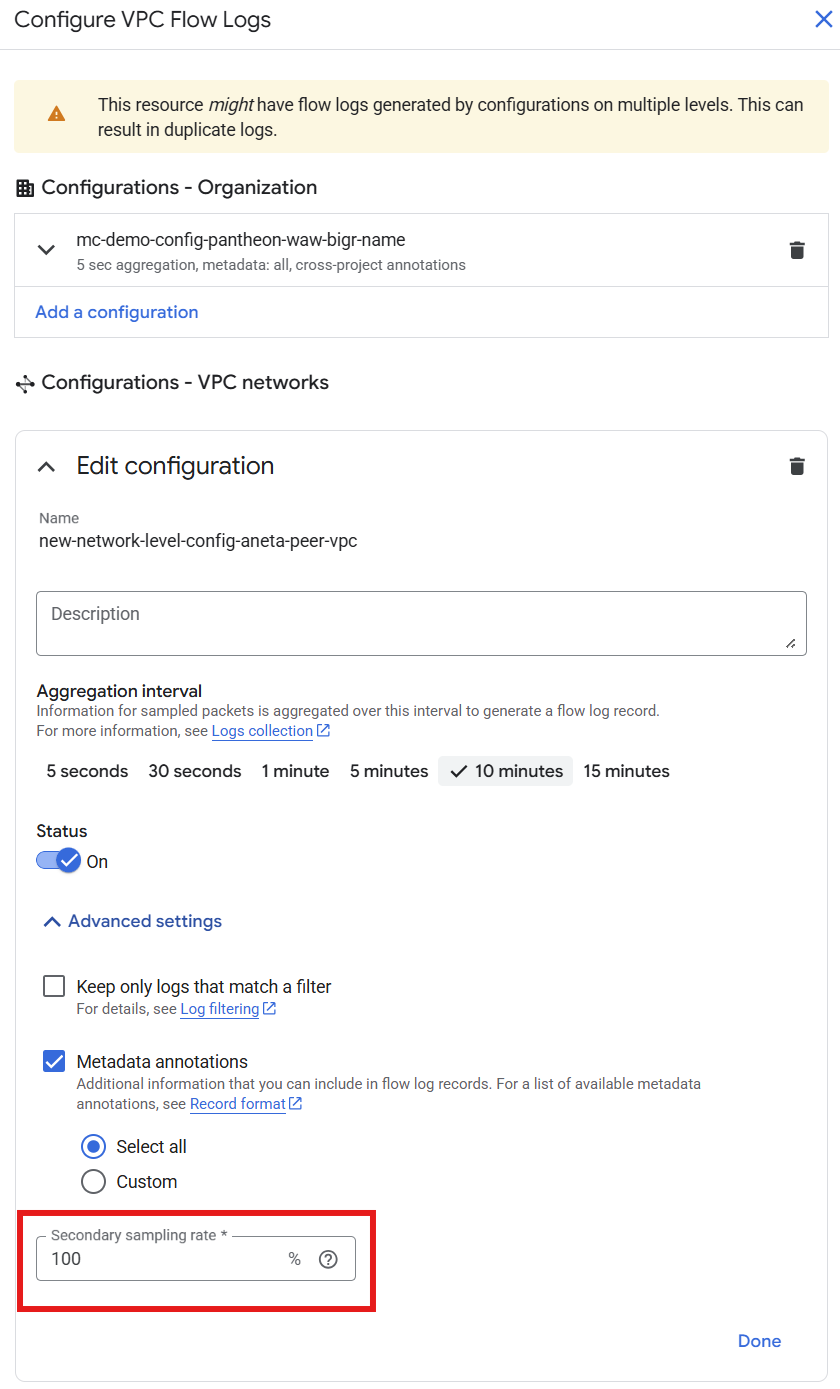 Configure VPC Flow Logs
This resource might have flow logs generated by configurations on multiple levels. This can
result in duplicate logs.
Configurations - Organization
mc-demo-config-pantheon-waw-bigr-name
5 sec aggregation, metadata: all, cross-project annotations
Add a configuration
Configurations - VPC networks
Edit configuration
Name
new-network-level-config-aneta-peer-vpc
Description
Aggregation interval
Information for sampled packets is aggregated over this interval to generate a flow log record.
For more information, see Logs collection
5 seconds 30 seconds 1 minute 5 minutes 10 minutes 15 minutes
Status
On
Advanced settings
Keep only logs that match a filter
For details, see Log filtering
Metadata annotations
Additional information that you can include in flow log records. For a list of available metadata
annotations, see Record format
Select all
Custom
Secondary sampling rate *
100 %
Done